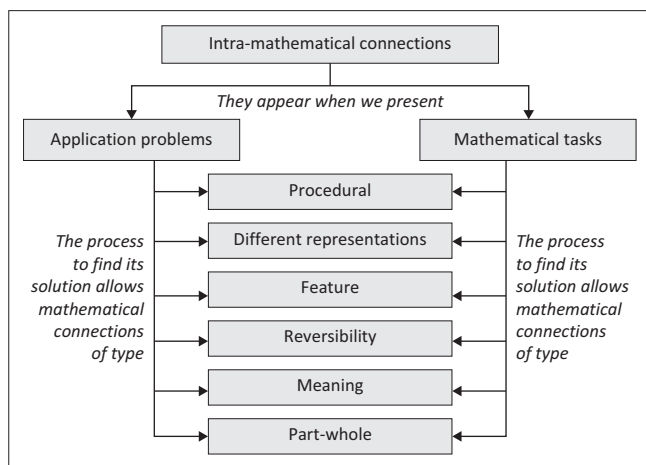 Intra-mathematical connections
They appear when we present
Application problems
Mathematical tasks
Procedural
Different representations
Feature
Reversibility
Meaning
Part-whole
The process
to find its
solution allows
mathematical
connections
of type
The process
to find its
solution allows
mathematical
connections
of type